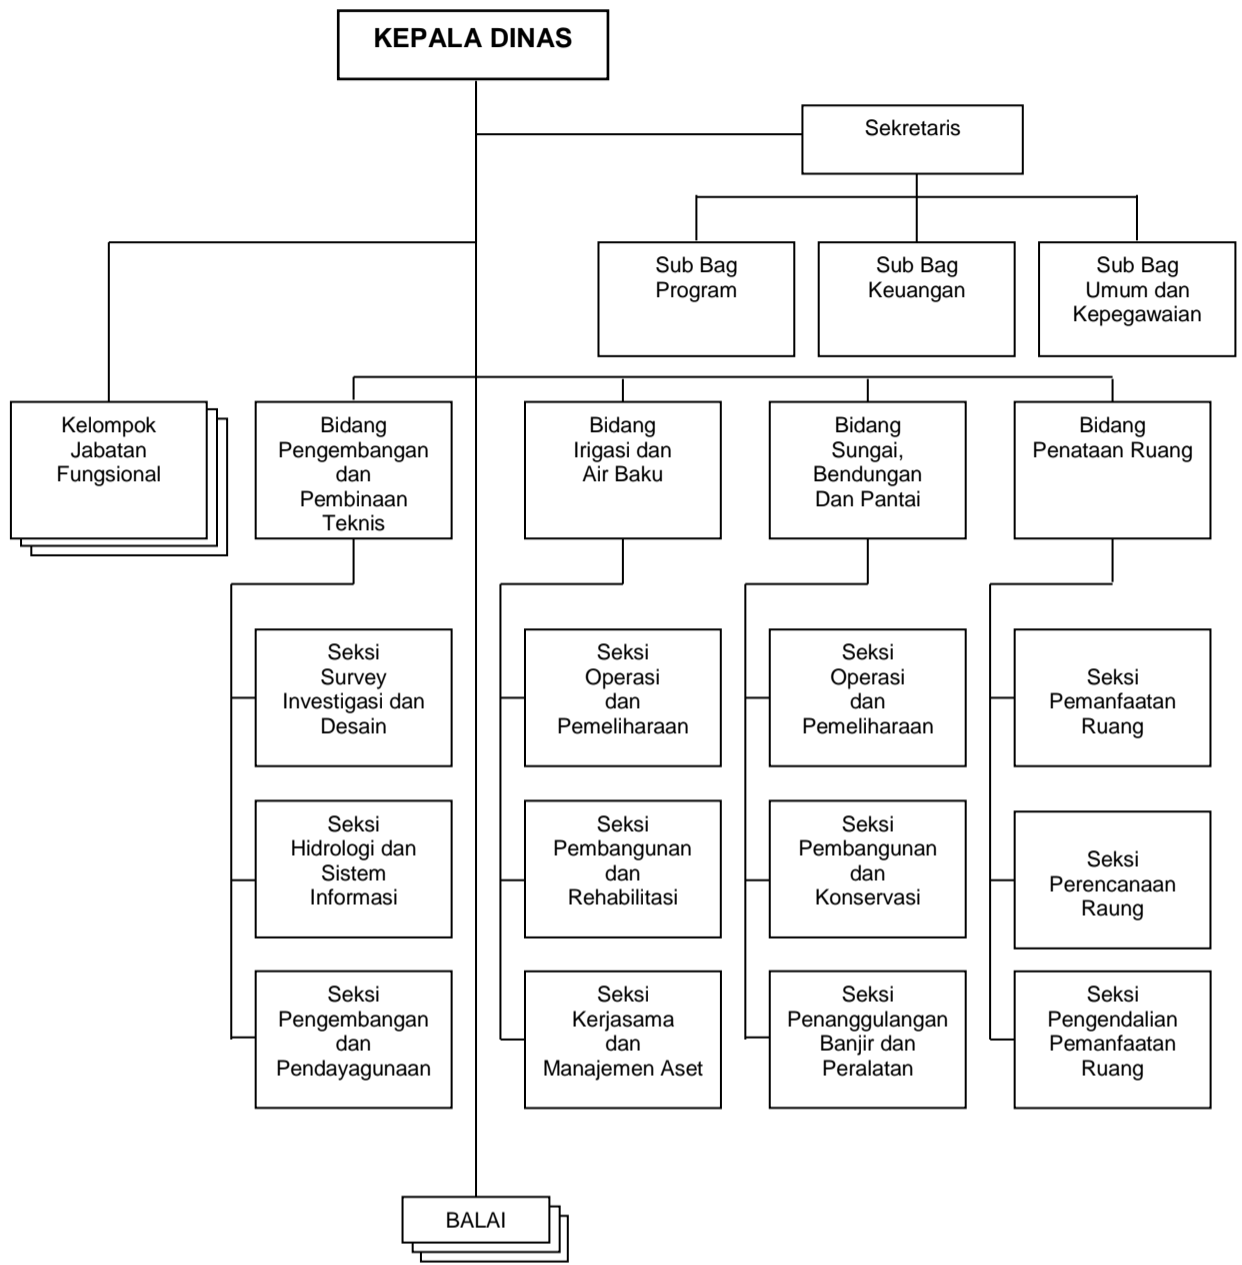 KEPALA DINAS
Sekretaris
Sub Bag
Program
Sub Bag
Keuangan
Sub Bag
Umum dan
Kepegawaian
Kelompok
Jabatan
Fungsional
Bidang
Pengembangan
dan
Pembinaan
Teknis
Bidang
Irigasi dan
Air Baku
Bidang
Sungai,
Bendungan
Dan Pantai
Bidang
Penataan Ruang
Seksi
Survey
Investigasi dan
Desain
Seksi
Operasi
dan
Pemeliharaan
Seksi
Operasi
dan
Pemeliharaan
Seksi
Pemanfaatan
Ruang
Seksi
Hidrologi dan
Sistem
Informasi
Seksi
Pembangunan
dan
Rehabilitasi
Seksi
Pembangunan
dan
Konservasi
Seksi
Perencanaan
Raung
Seksi
Pengembangan
dan
Pendayagunaan
Seksi
Kerjasama
dan
Manajemen Aset
Seksi
Penanggulangan
Banjir dan
Peralatan
Seksi
Pengendalian
Pemanfaatan
Ruang
BALAI